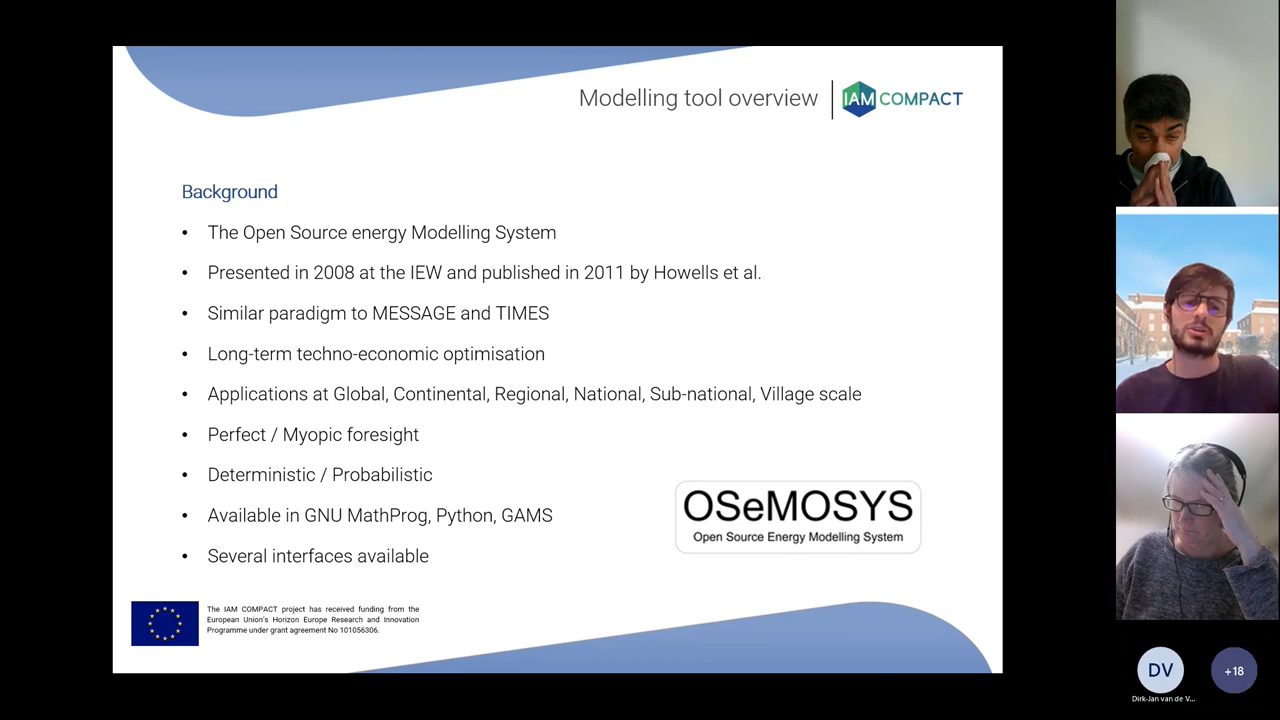 Modelling tool overview
IAM COMPACT
Background
• The Open Source energy Modelling System
• Presented in 2008 at the IEW and published in 2011 by Howells et al.
• Similar paradigm to MESSAGE and TIMES
• Long-term techno-economic optimisation
• Applications at Global, Continental, Regional, National, Sub-national, Village scale
• Perfect / Myopic foresight
• Deterministic / Probabilistic
• Available in GNU MathProg, Python, GAMS
• Several interfaces available
OSeMOSYS
Open Source Energy Modelling System
The IAM COMPACT project has received funding from the
European Union's Horizon Europe Research and Innovation
Programme under grant agreement No 101056306.
DV
+18
Dirk-Jan van de V...